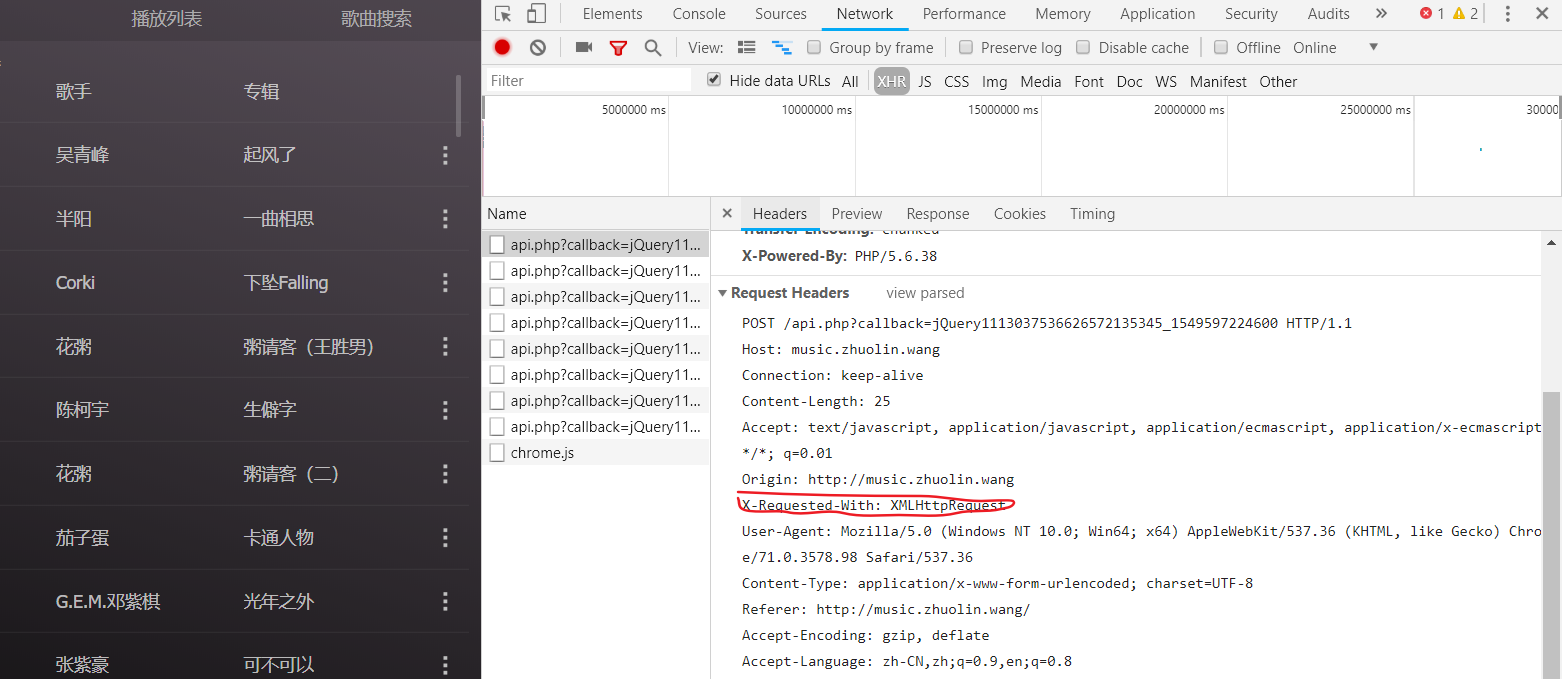 播放列表 歌曲搜索
歌手 专辑
吴青峰 起风了
半阳 一曲相思
Corki 下坠Falling
花粥 粥请客（王胜男）
陈柯宇 生僻字
花粥 粥请客（二）
茄子蛋 卡通人物
G.E.M.邓紫棋 光年之外
张紫豪 可不可以
Elements Console Sources Network Performance Memory Application Security Audits » 1 2
View: Group by frame Preserve log Disable cache Offline Online
Filter Hide data URLs All XHR JS CSS Img Media Font Doc WS Manifest Other
5000000 ms 10000000 ms 15000000 ms 20000000 ms 25000000 ms 30000
Name
api.php?callback=jQuery11...
api.php?callback=jQuery11...
api.php?callback=jQuery11...
api.php?callback=jQuery11...
api.php?callback=jQuery11...
api.php?callback=jQuery11...
api.php?callback=jQuery11...
api.php?callback=jQuery11...
chrome.js
× Headers Preview Response Cookies Timing
Transfer-Encoding: chunked
X-Powered-By: PHP/5.6.38
Request Headers view parsed
POST /api.php?callback=jQuery1113037536626572135345_1549597224600 HTTP/1.1
Host: music.zhuolin.wang
Connection: keep-alive
Content-Length: 25
Accept: text/javascript, application/javascript, application/ecmascript, application/x-ecmascript
*/*; q=0.01
Origin: http://music.zhuolin.wang
X-Requested-With: XMLHttpRequest
User-Agent: Mozilla/5.0 (Windows NT 10.0; Win64; x64) AppleWebKit/537.36 (KHTML, like Gecko) Chro
e/71.0.3578.98 Safari/537.36
Content-Type: application/x-www-form-urlencoded; charset=UTF-8
Referer: http://music.zhuolin.wang/
Accept-Encoding: gzip, deflate
Accept-Language: zh-CN,zh;q=0.9,en;q=0.8